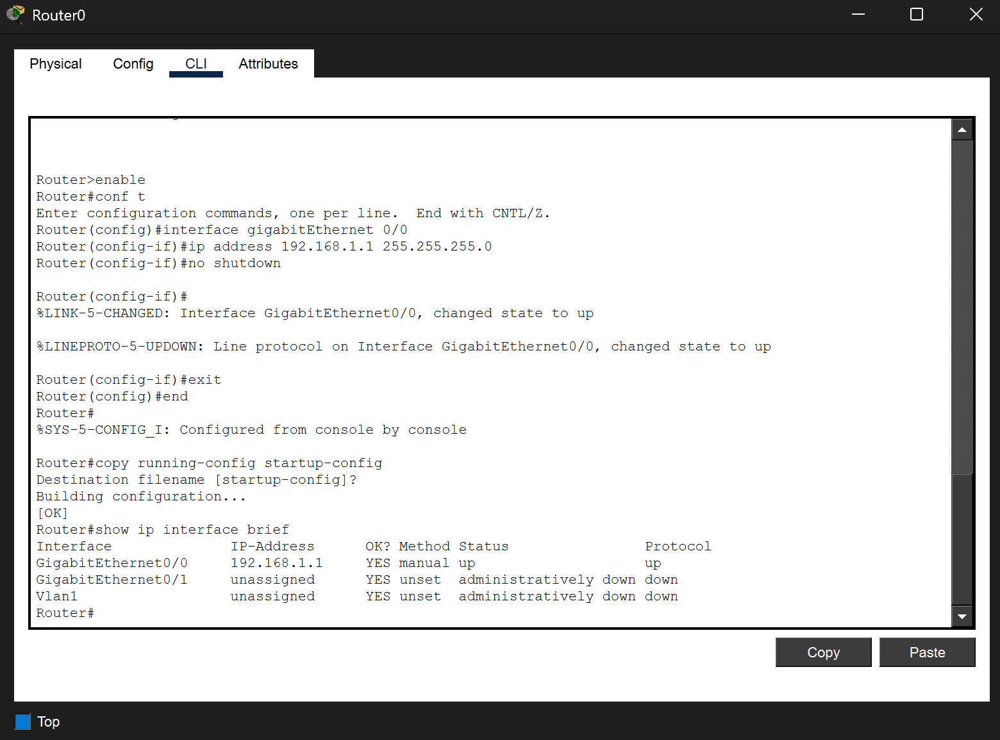 Router0
Physical Config CLI Attributes
Router>enable
Router#conf t
Enter configuration commands, one per line.  End with CNTL/Z.
Router(config)#interface gigabitEthernet 0/0
Router(config-if)#ip address 192.168.1.1 255.255.255.0
Router(config-if)#no shutdown
Router(config-if)#
%LINK-5-CHANGED: Interface GigabitEthernet0/0, changed state to up
%LINEPROTO-5-UPDOWN: Line protocol on Interface GigabitEthernet0/0, changed state to up
Router(config-if)#exit
Router(config)#end
Router#
%SYS-5-CONFIG_I: Configured from console by console
Router#copy running-config startup-config
Destination filename [startup-config]?
Building configuration...
[OK]
Router#show ip interface brief
Interface              IP-Address      OK? Method Status                Protocol
GigabitEthernet0/0     192.168.1.1     YES manual up                    up
GigabitEthernet0/1     unassigned      YES unset  administratively down down
Vlan1                  unassigned      YES unset  administratively down down
Router#
Copy Paste
Top